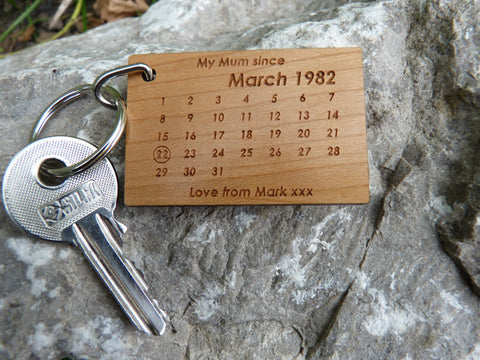 My Mum since
March 1982
1 2 3 4 5 6 7
8 9 10 11 12 13 14
15 16 17 18 19 20 21
22 23 24 25 26 27 28
29 30 31
Love from Mark xxx